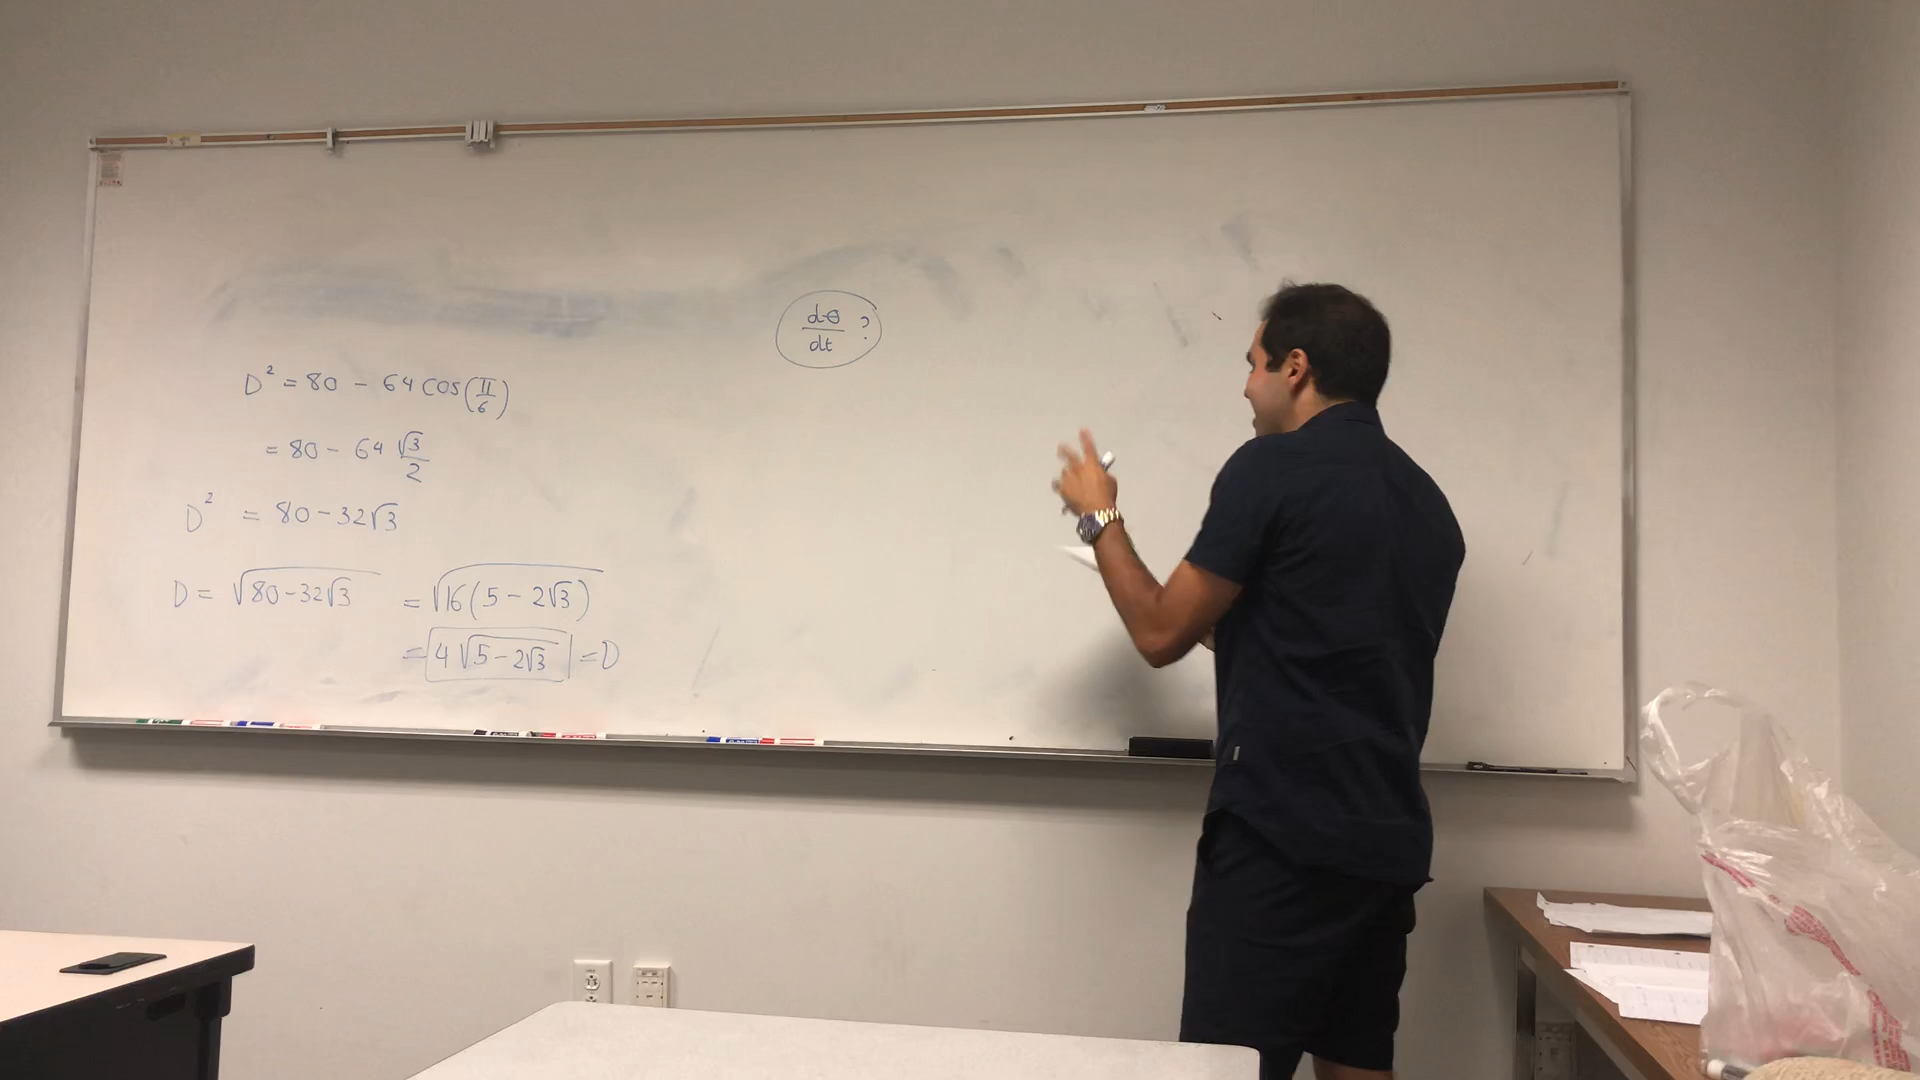 D² = 80 - 64 cos(π/6)
= 80 - 64 √3/2
D² = 80 - 32√3
D = √(80-32√3) = √(16(5-2√3))
= 4√(5-2√3) = D
dθ/dt ?